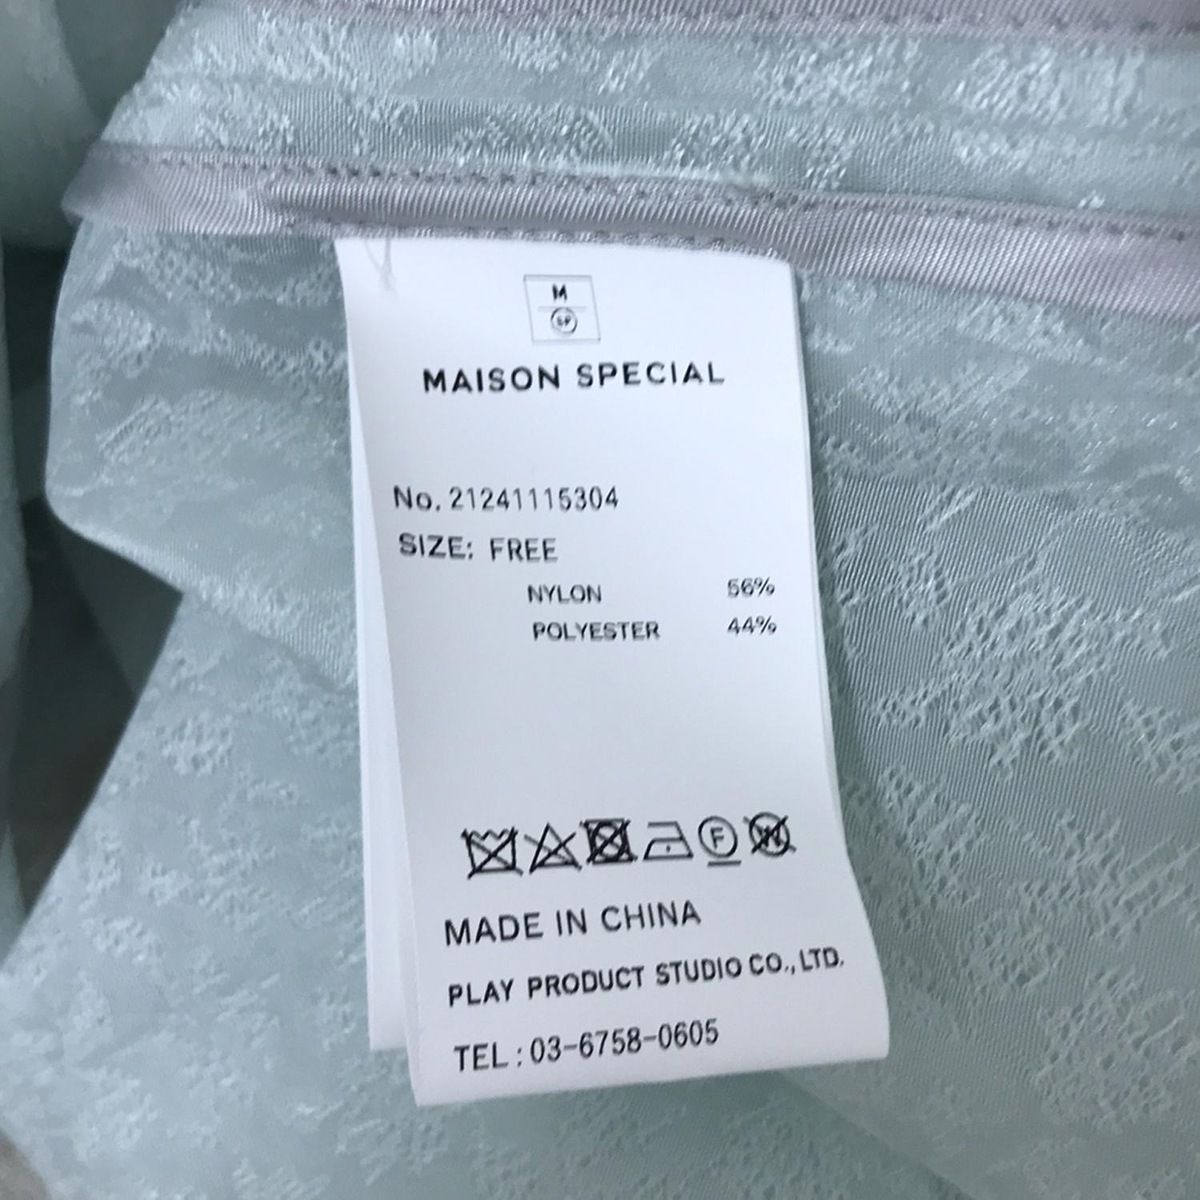 M
SP
MAISON SPECIAL
No. 21241115304
SIZE: FREE
NYLON 56%
POLYESTER 44%
F
W
MADE IN CHINA
PLAY PRODUCT STUDIO CO., LTD.
TEL : 03-6758-0605